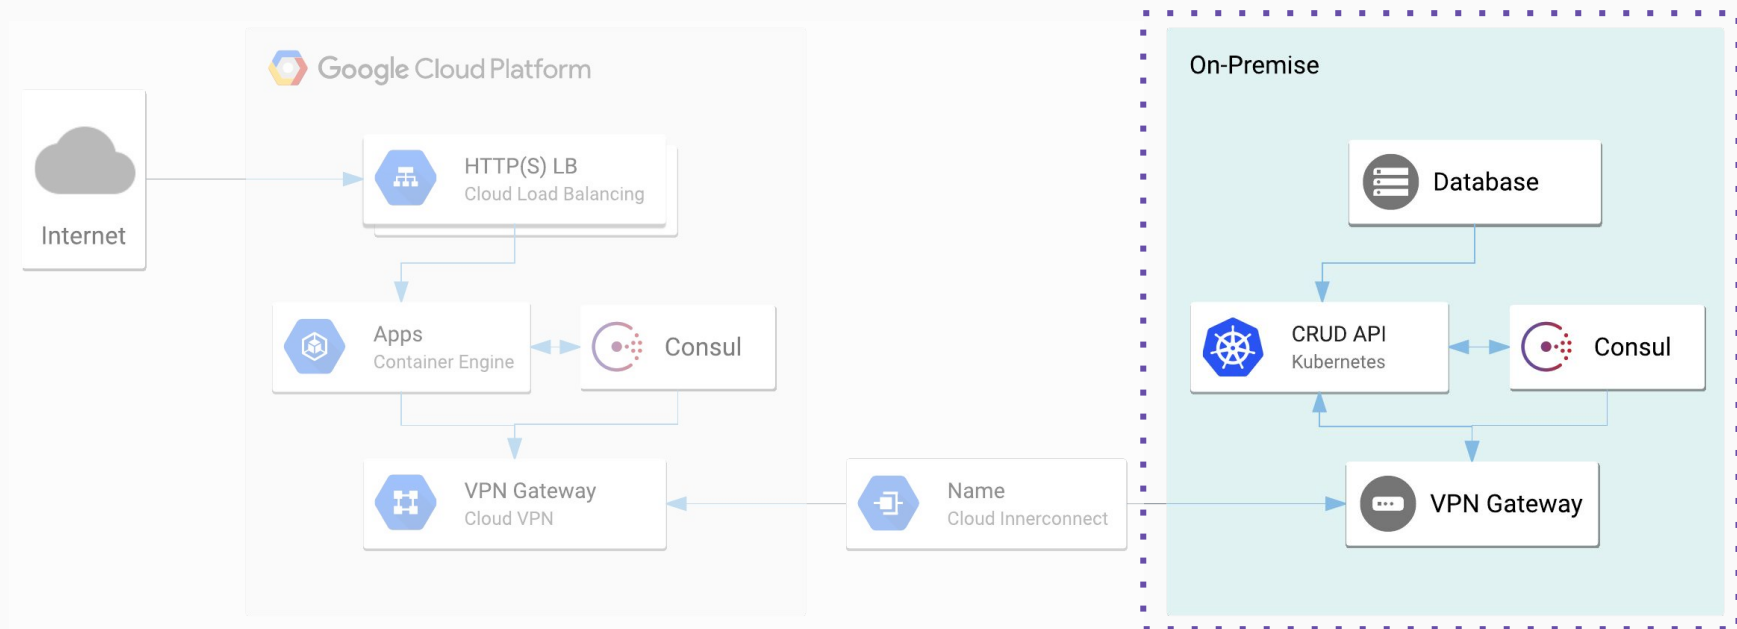 Google Cloud Platform
On-Premise
Internet
HTTP(S) LB
Cloud Load Balancing
Database
Apps
Container Engine
Consul
CRUD API
Kubernetes
Consul
VPN Gateway
Cloud VPN
Name
Cloud Innerconnect
VPN Gateway